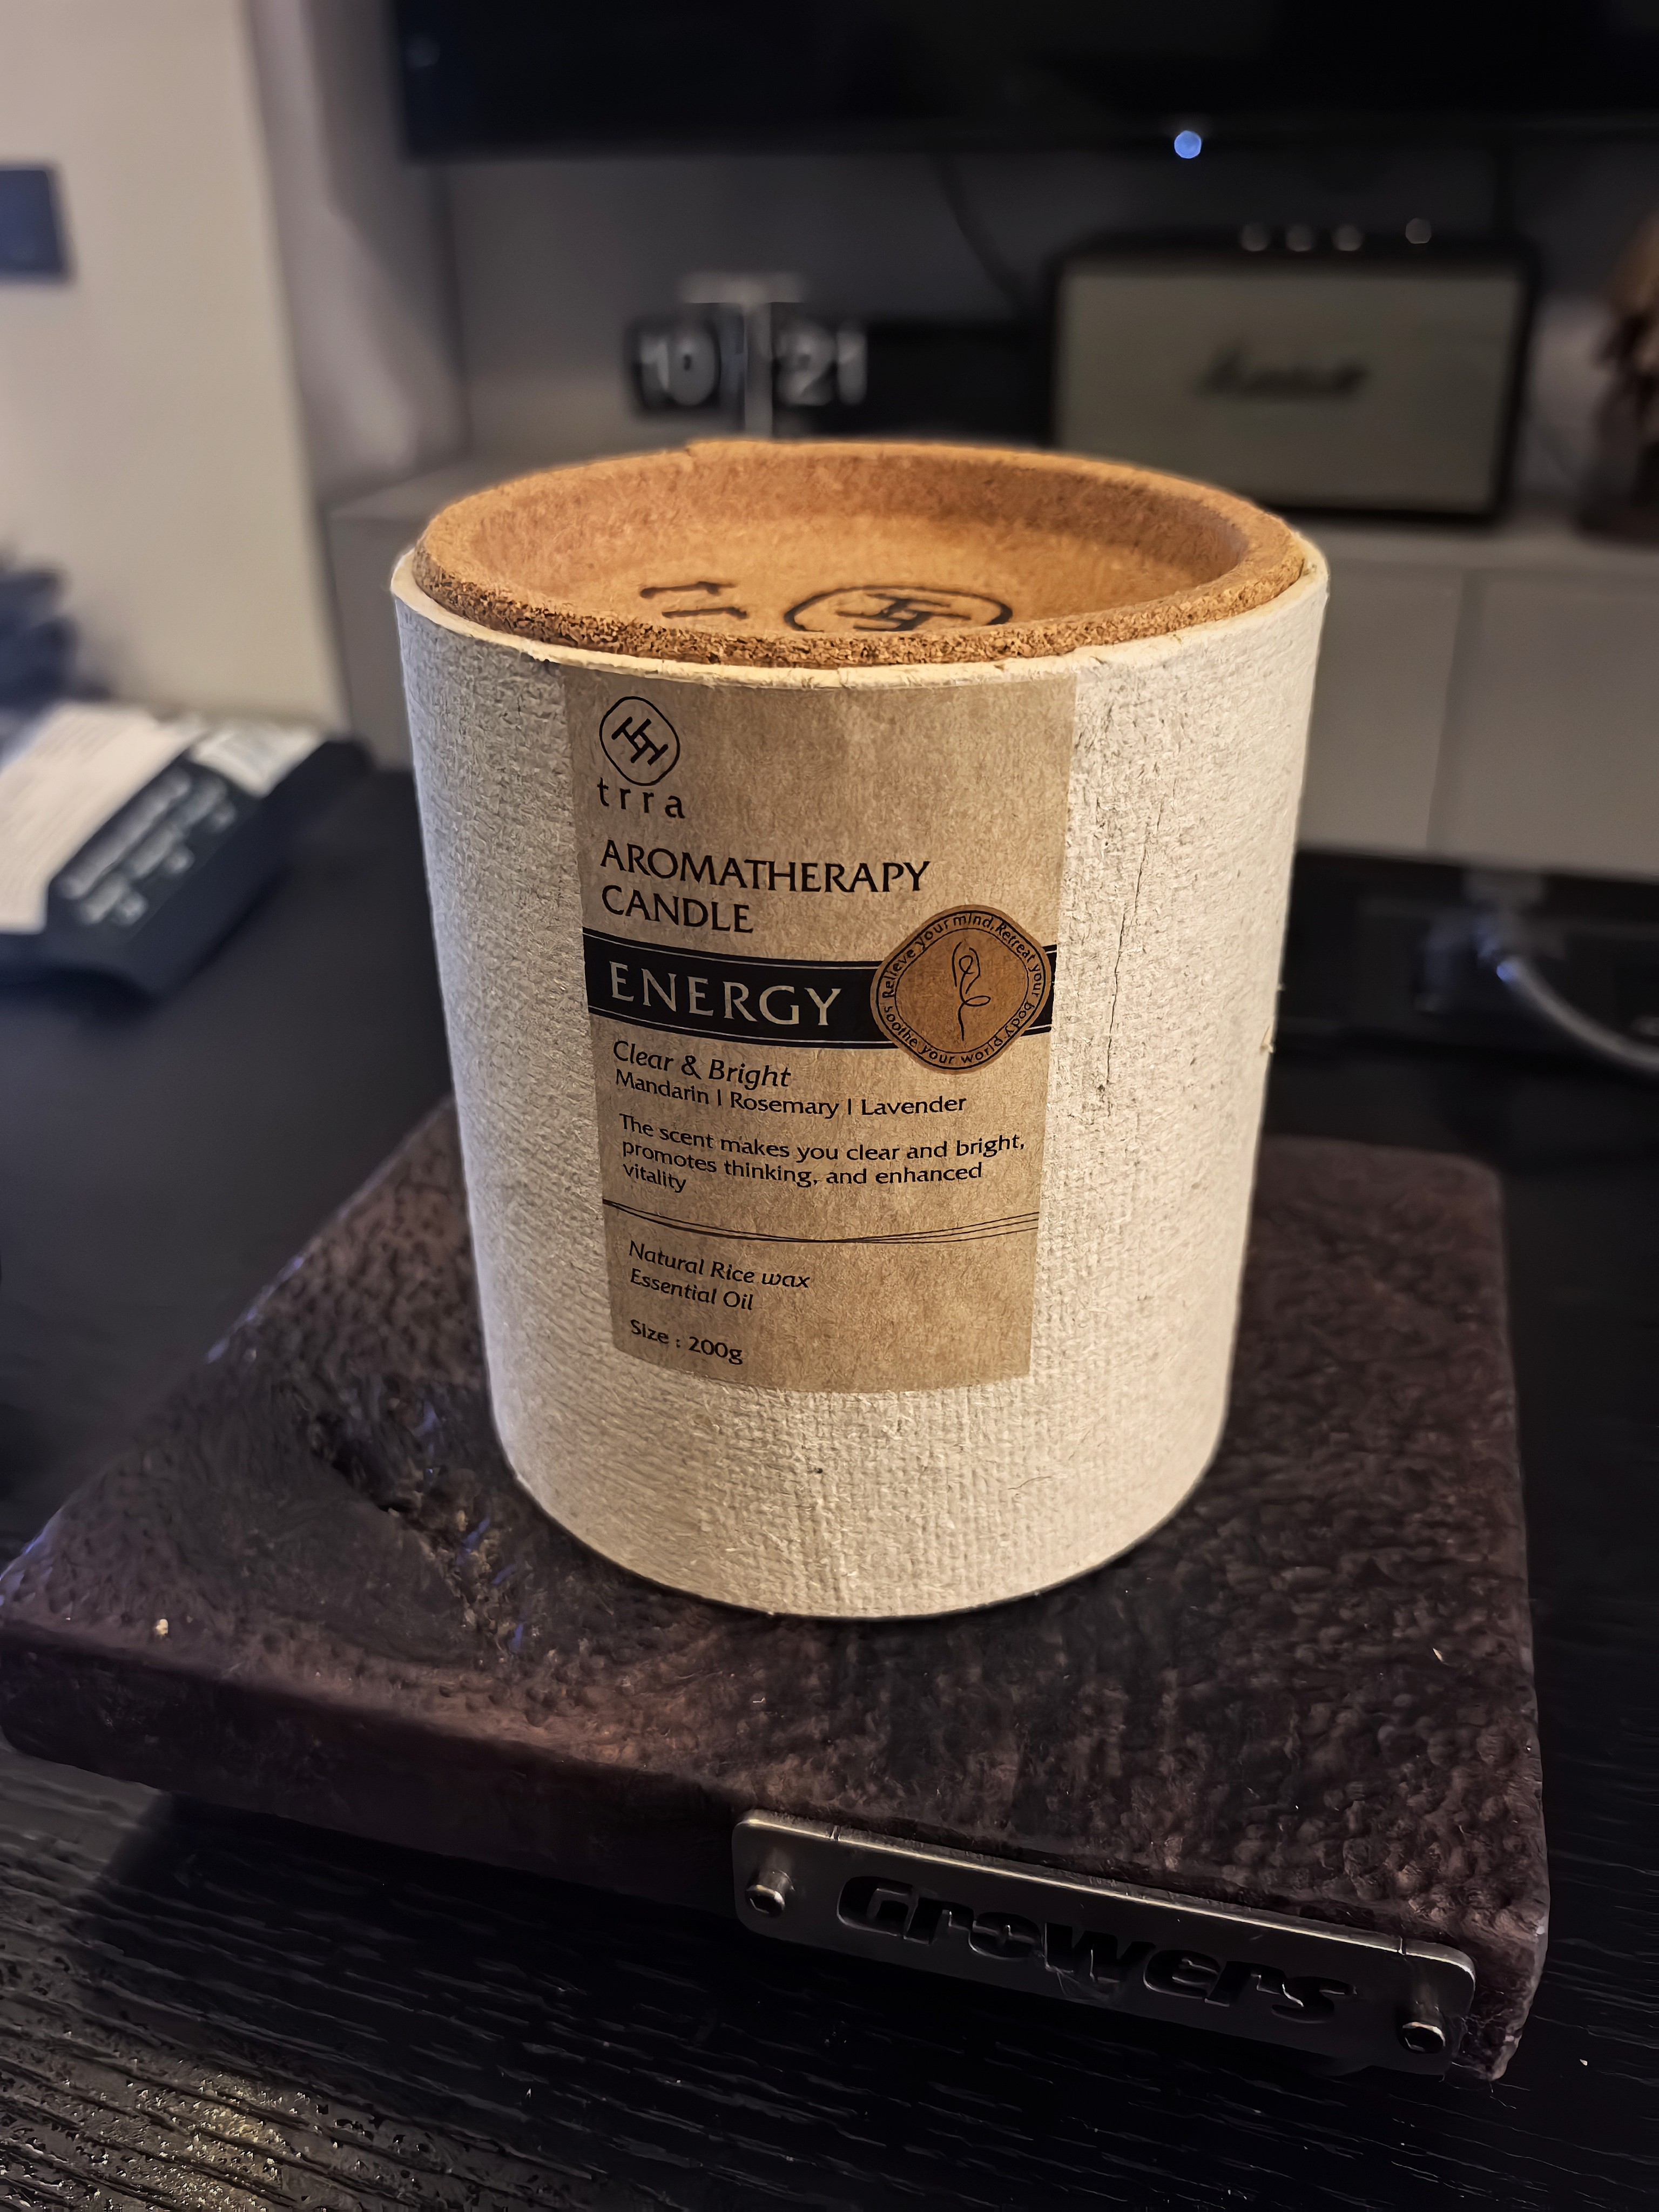 10 21
Marshall
trra
AROMATHERAPY
CANDLE
ENERGY
Relieve your mind, Retreat your body, Soothe your world.
Clear & Bright
Mandarin | Rosemary | Lavender
The scent makes you clear and bright,
promotes thinking, and enhanced
vitality
Natural Rice wax
Essential Oil
Size : 200g
Growers